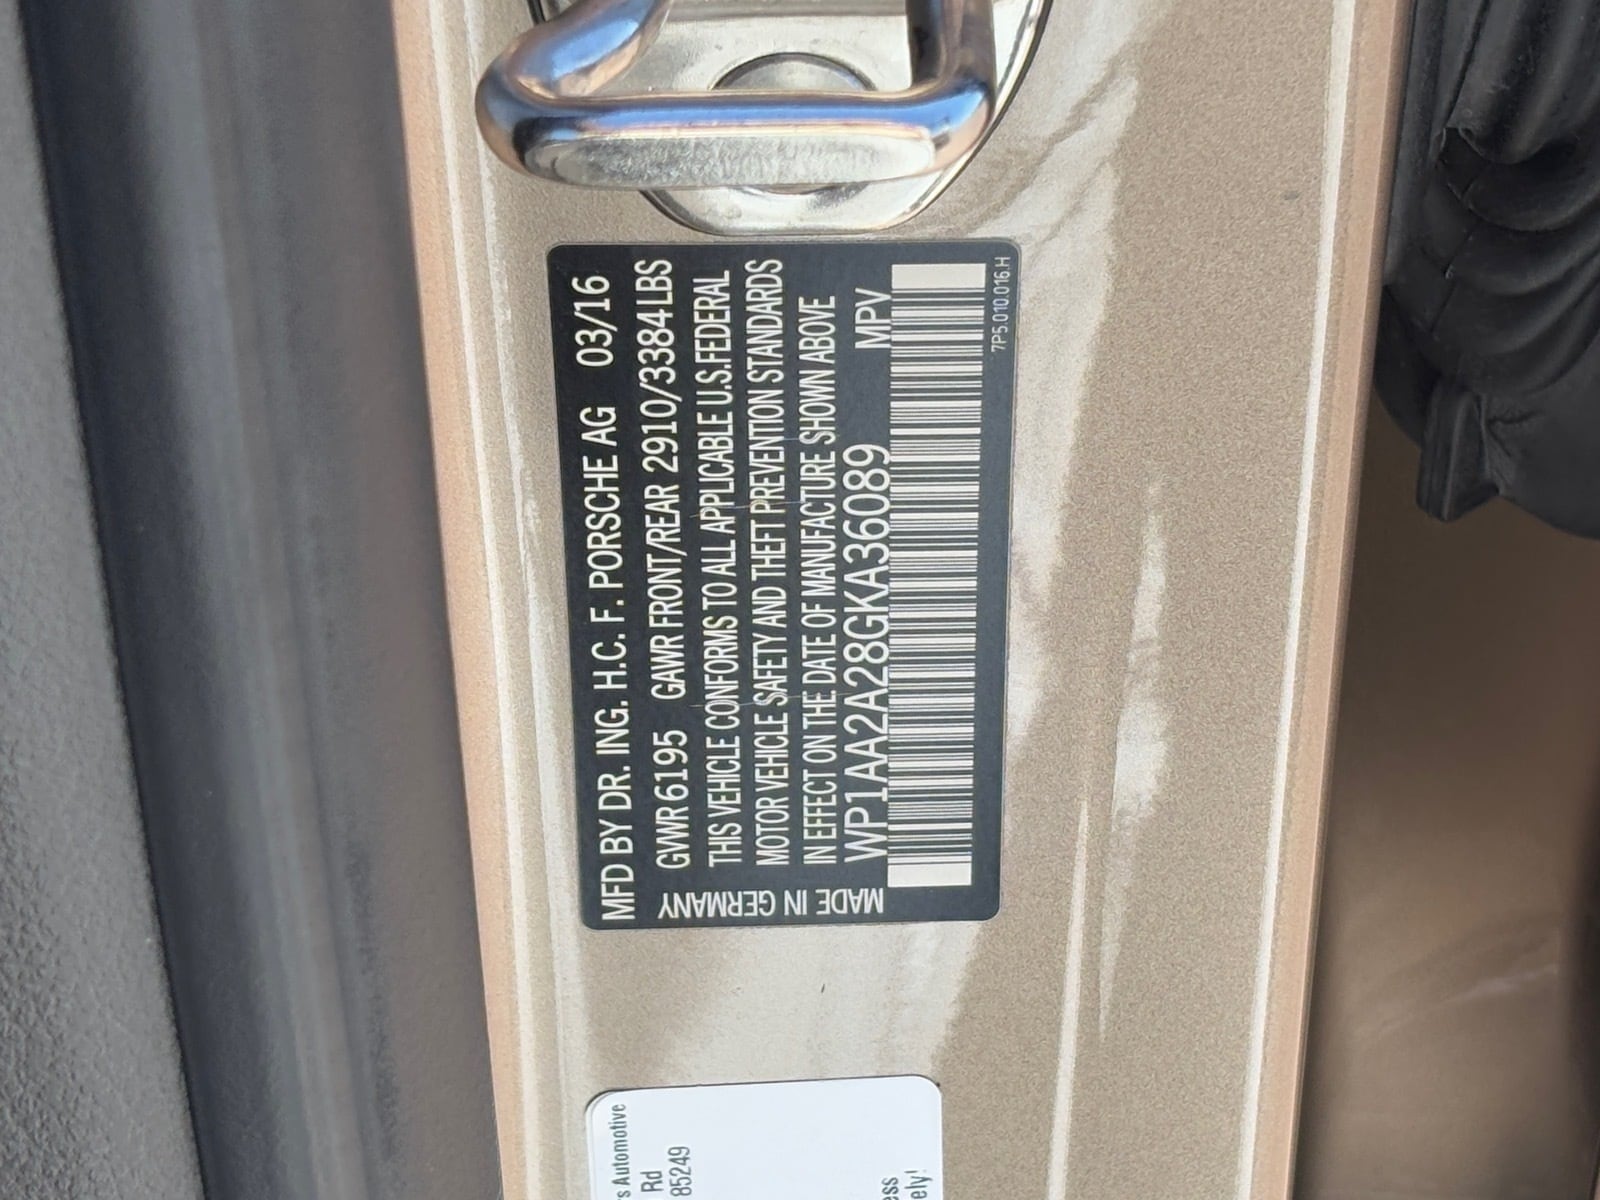 MFD BY DR. ING. H.C. F. PORSCHE AG 03/16
GVWR 6195 GAWR FRONT/REAR 2910/3384 LBS
THIS VEHICLE CONFORMS TO ALL APPLICABLE U.S. FEDERAL
MOTOR VEHICLE SAFETY AND THEFT PREVENTION STANDARDS
IN EFFECT ON THE DATE OF MANUFACTURE SHOWN ABOVE
WP1AA2A28GKA36089 MPV
MADE IN GERMANY
7P5.010.016.H
s Automotive
Rd
85249
ess
ely!